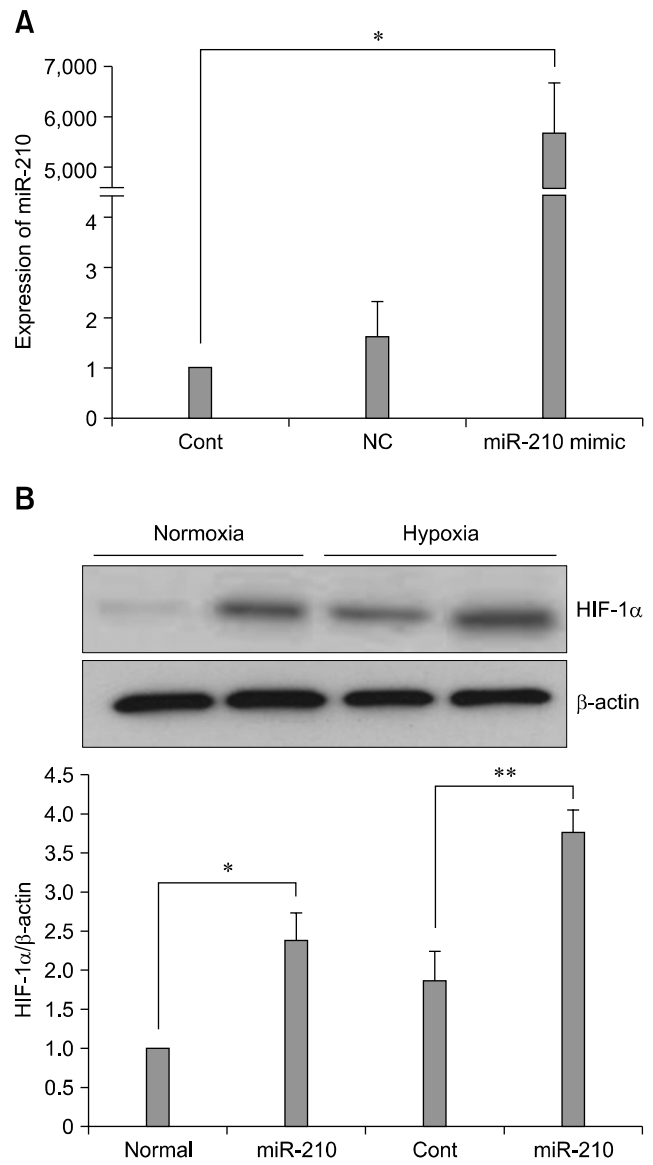 A
*
7,000
6,000
5,000
4
3
2
1
0
Expression of miR-210
Cont NC miR-210 mimic
B
Normoxia Hypoxia
HIF-1α
β-actin
4.5
4.0
3.5
3.0
2.5
2.0
1.5
1.0
0.5
0
HIF-1α/β-actin
*
**
Normal miR-210 Cont miR-210